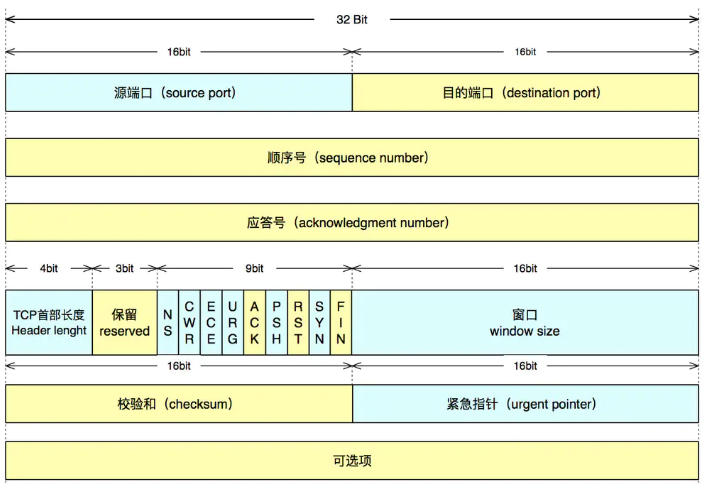 32 Bit
16bit
16bit
源端口（source port）
目的端口（destination port）
顺序号（sequence number）
应答号（acknowledgment number）
4bit
3bit
9bit
16bit
TCP首部长度
Header lenght
保留
reserved
NS
CWR
ECE
URG
ACK
PSH
RST
SYN
FIN
窗口
window size
16bit
16bit
校验和（checksum）
紧急指针（urgent pointer）
可选项